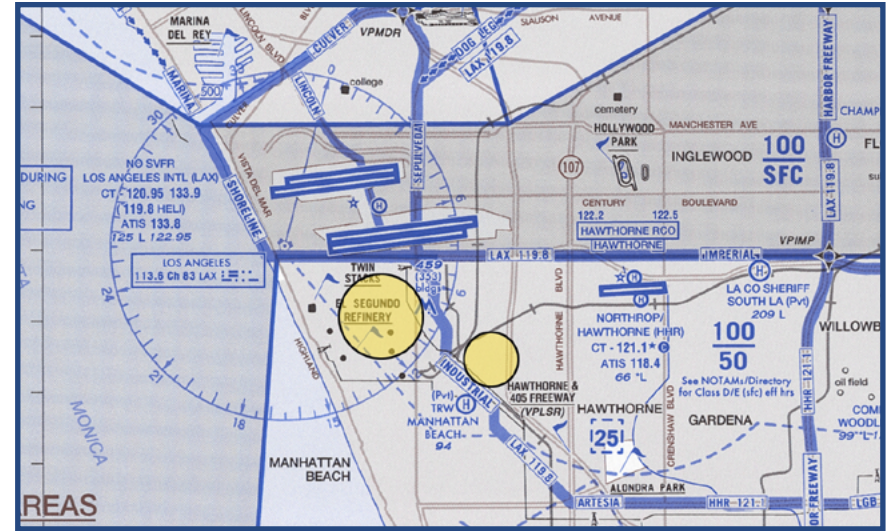 MARINA
DEL REY
LINCOLN BLVD
CULVER
VPMDR
SLAUSON AVENUE
DOG LEG
LAX 119.8
HARBOR FREEWAY
MARINA
500
0
college
LINCOLN
cemetery
HOLLYWOOD
PARK
MANCHESTER AVE
CHAMP
INGLEWOOD
100
SFC
FL
CULVER
30
SEPULVEDA
107
VISTA DEL MAR
NO SVFR
LOS ANGELES INTL (LAX)
CT - 120.95 133.9
(119.8 HELI)
ATIS 133.8
125 L 122.95
DURING
NG
SHORELINE
H
H
LAX-119.8
CENTURY BOULEVARD
122.2 122.5
HAWTHORNE RCO
HAWTHORNE
LOS ANGELES
113.6 Ch 83 LAX
LAX 119.8
IMPERIAL
VPIMP
TWIN
STACKS
459
(353)
bldgs
EL SEGUNDO
REFINERY
24
H
H
H
LA CO SHERIFF
SOUTH LA (Pvt)
209 L
HAWTHORNE BLVD
NORTHROP/
HAWTHORNE (HHR)
CT - 121.1 ★ C
ATIS 118.4
66 *L
100
50
See NOTAMs/Directory
for Class D/E (sfc) eff hrs
WILLOWB
oil field
HIGHLAND
21
18
15
INDUSTRIAL
HAWTHORNE &
405 FREEWAY
(VPLSR)
(Pvt)
TRW H
MANHATTAN
BEACH
94
HAWTHORNE
25
CRENSHAW BLVD
GARDENA
HHR-121.1
COM
WOODL
MONICA
MANHATTAN
BEACH
LAX 119.8
ALONDRA PARK
ARTESIA
HHR-121.1
OR FREEWAY
LGB
REAS